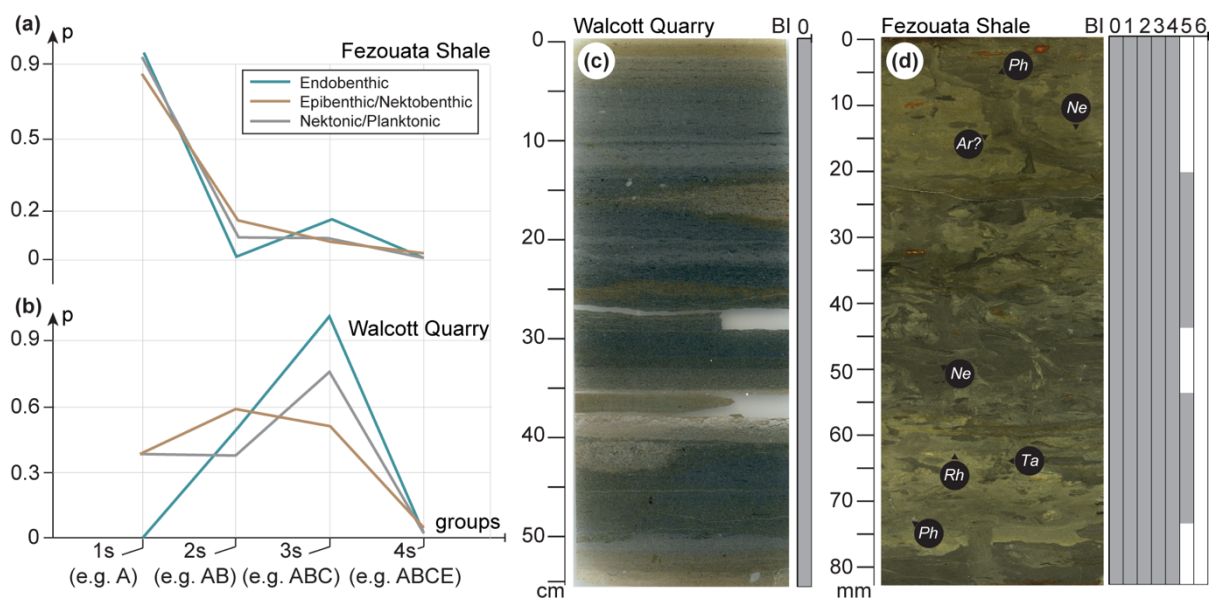 (a)
p
Fezouata Shale
0.9
0.5
0.2
0
Endobenthic
Epibenthic/Nektobenthic
Nektonic/Planktonic
(b)
p
Walcott Quarry
0.9
0.6
0.3
0
groups
1s 2s 3s 4s
(e.g. A) (e.g. AB) (e.g. ABC) (e.g. ABCE)
Walcott Quarry BI 0
(c)
0
10
20
30
40
50
cm
Fezouata Shale BI 0 1 2 3 4 5 6
(d)
0
10
20
30
40
50
60
70
80
mm
Ph
Ne
Ar?
Ne
Rh
Ta
Ph